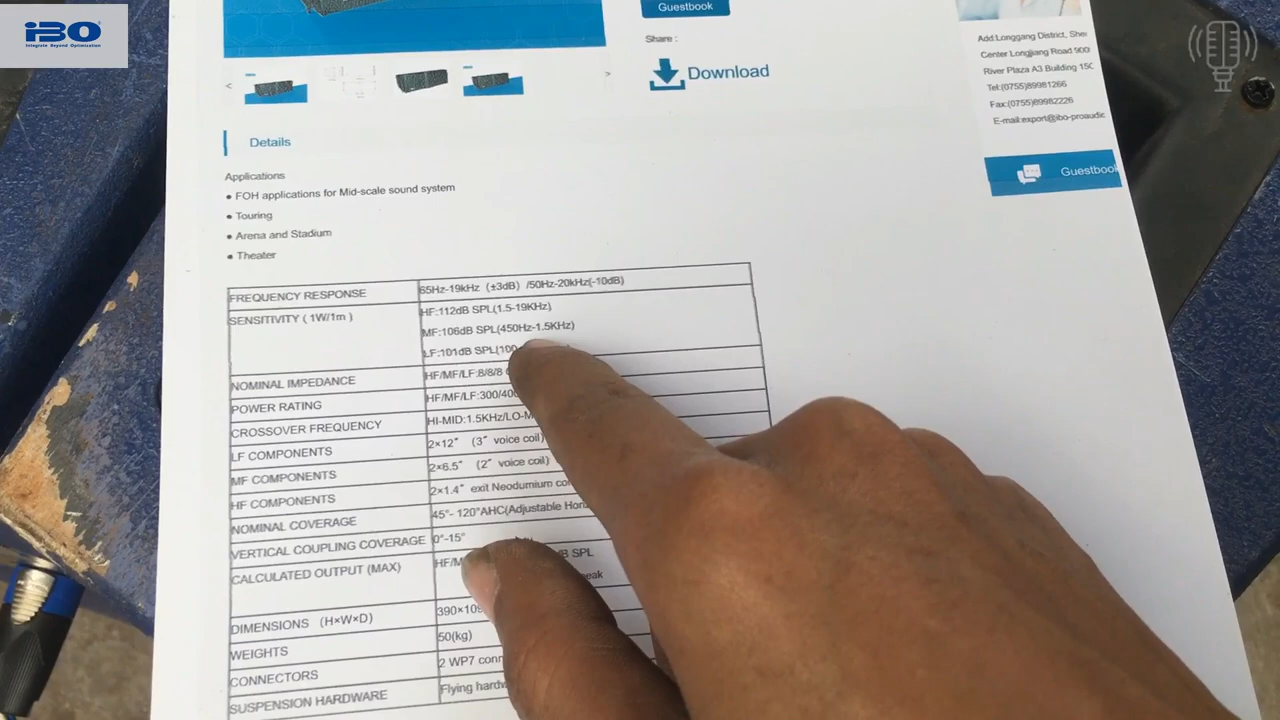 iBO
Integrate Beyond Optimization
Guestbook
Share :
Download
Add:Longgang District, She
Center Longjiang Road 900
River Plaza A3 Building 150
Tel:(0755)89981266
Fax:(0755)89982226
E-mail:export@ibo-proaudio
Guestbook
Details
Applications
• FOH applications for Mid-scale sound system
• Touring
• Arena and Stadium
• Theater
FREQUENCY RESPONSE 65Hz-19kHz (±3dB) /50Hz-20kHz(-10dB)
SENSITIVITY ( 1W/1m ) HF:112dB SPL(1.5-19KHz)
MF:106dB SPL(450Hz-1.5KHz)
LF:101dB SPL(100
NOMINAL IMPEDANCE HF/MF/LF:8/8/8
POWER RATING HF/MF/LF:300/400
CROSSOVER FREQUENCY HI-MID:1.5KHz/LO-M
LF COMPONENTS 2×12" (3" voice coil)
MF COMPONENTS 2×6.5" (2" voice coil)
HF COMPONENTS 2×1.4" exit Neodumium co
NOMINAL COVERAGE 45°- 120°AHC(Adjustable Hori
VERTICAL COUPLING COVERAGE 0°-15°
CALCULATED OUTPUT (MAX) HF/M dB SPL
eak
DIMENSIONS (H×W×D) 390×109
WEIGHTS 50(kg)
CONNECTORS 2 WP7 conn
SUSPENSION HARDWARE Flying hardw